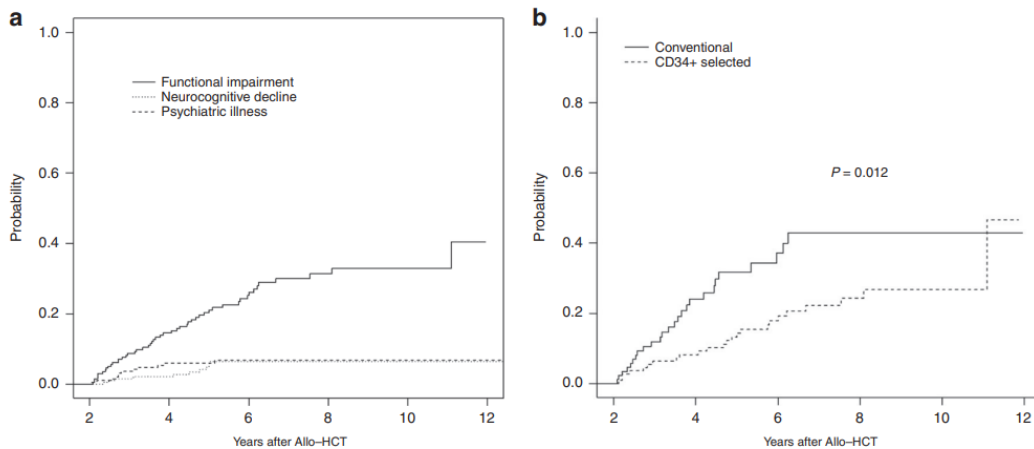 a
1.0
0.8
0.6
0.4
0.2
0.0
Probability
Functional impairment
Neurocognitive decline
Psychiatric illness
2 4 6 8 10 12
Years after Allo–HCT
b
1.0
0.8
0.6
0.4
0.2
0.0
Probability
Conventional
CD34+ selected
P = 0.012
2 4 6 8 10 12
Years after Allo–HCT